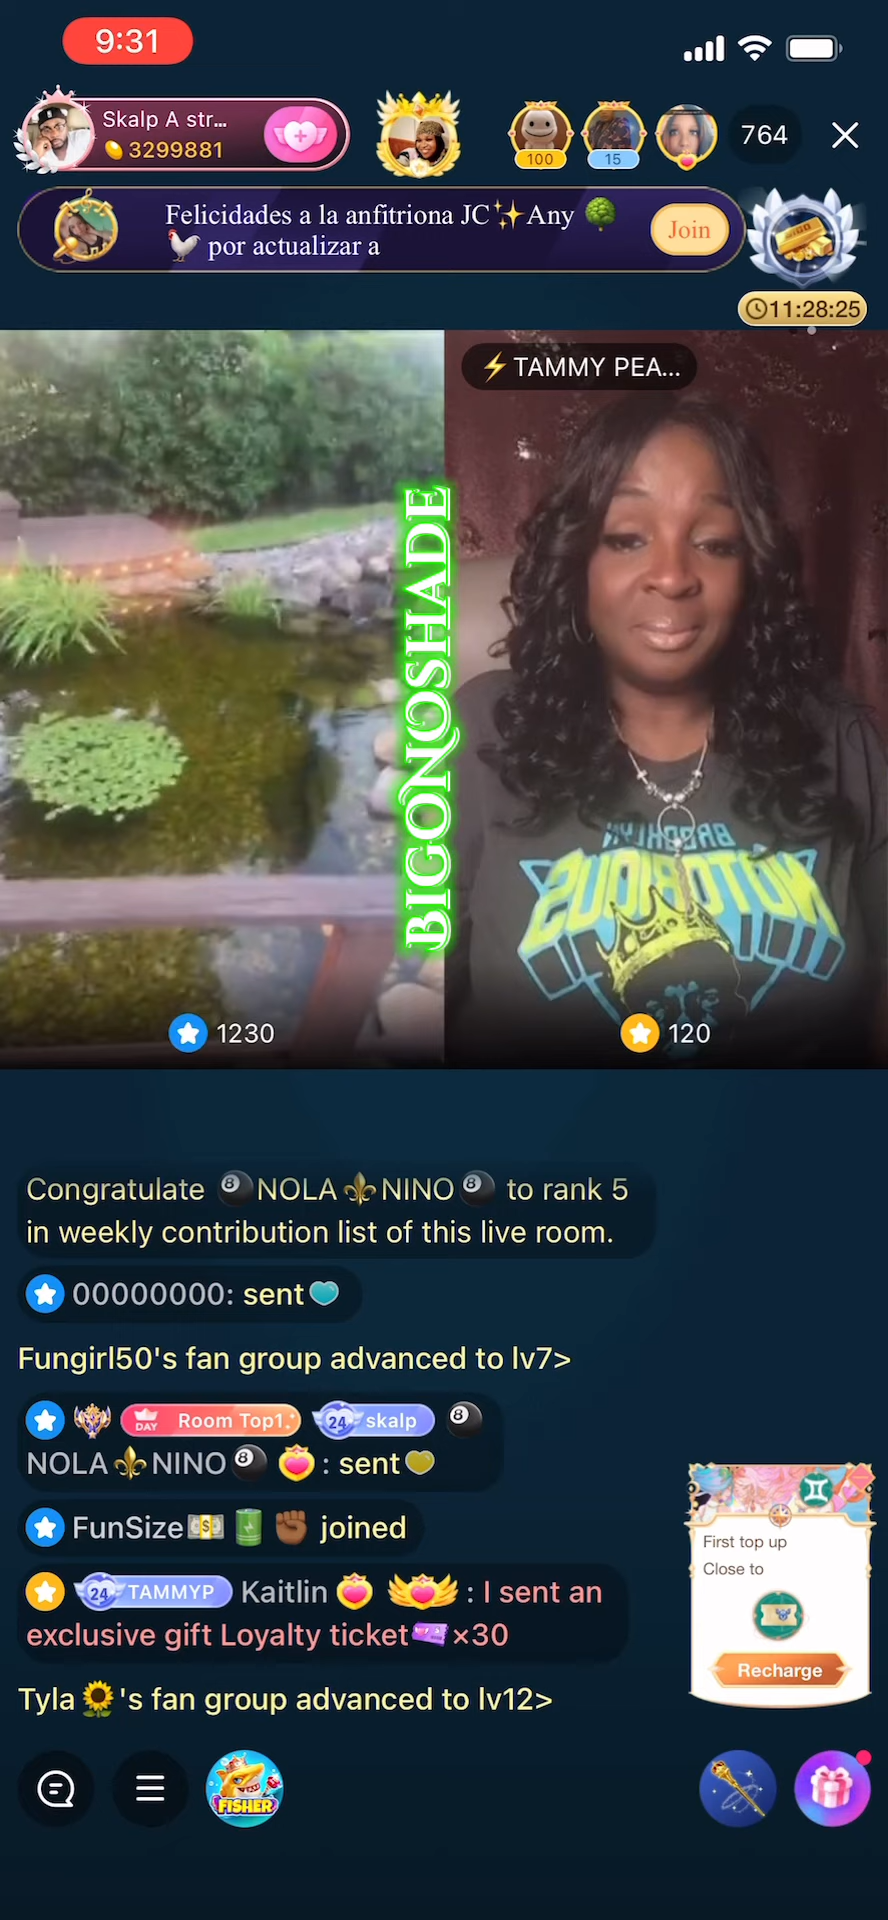 9:31
Skalp A str...
3299881
100
15
764
Felicidades a la anfitriona JC✨Any 🌳
🐓 por actualizar a
Join
11:28:25
⚡TAMMY PEA...
BIGONOSHADE
BROOKLYN
NOTORIOUS
1230
120
Congratulate 🎱NOLA⚜️NINO🎱 to rank 5
in weekly contribution list of this live room.
00000000: sent
Fungirl50's fan group advanced to lv7>
DAY Room Top1. 24 skalp 🎱
NOLA⚜️NINO🎱 : sent
FunSize💵🔋✊🏾 joined
24 TAMMYP Kaitlin : I sent an
exclusive gift Loyalty ticket×30
Tyla🌻's fan group advanced to lv12>
First top up
Close to
Recharge
FISHER